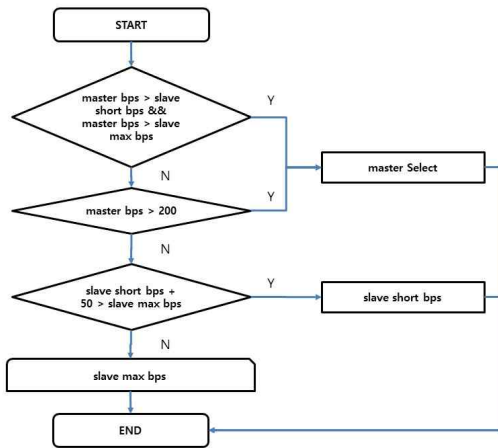 START
master bps > slave
short bps &&
master bps > slave
max bps
Y
N
master Select
master bps > 200
Y
N
slave short bps +
50 > slave max bps
Y
slave short bps
N
slave max bps
END